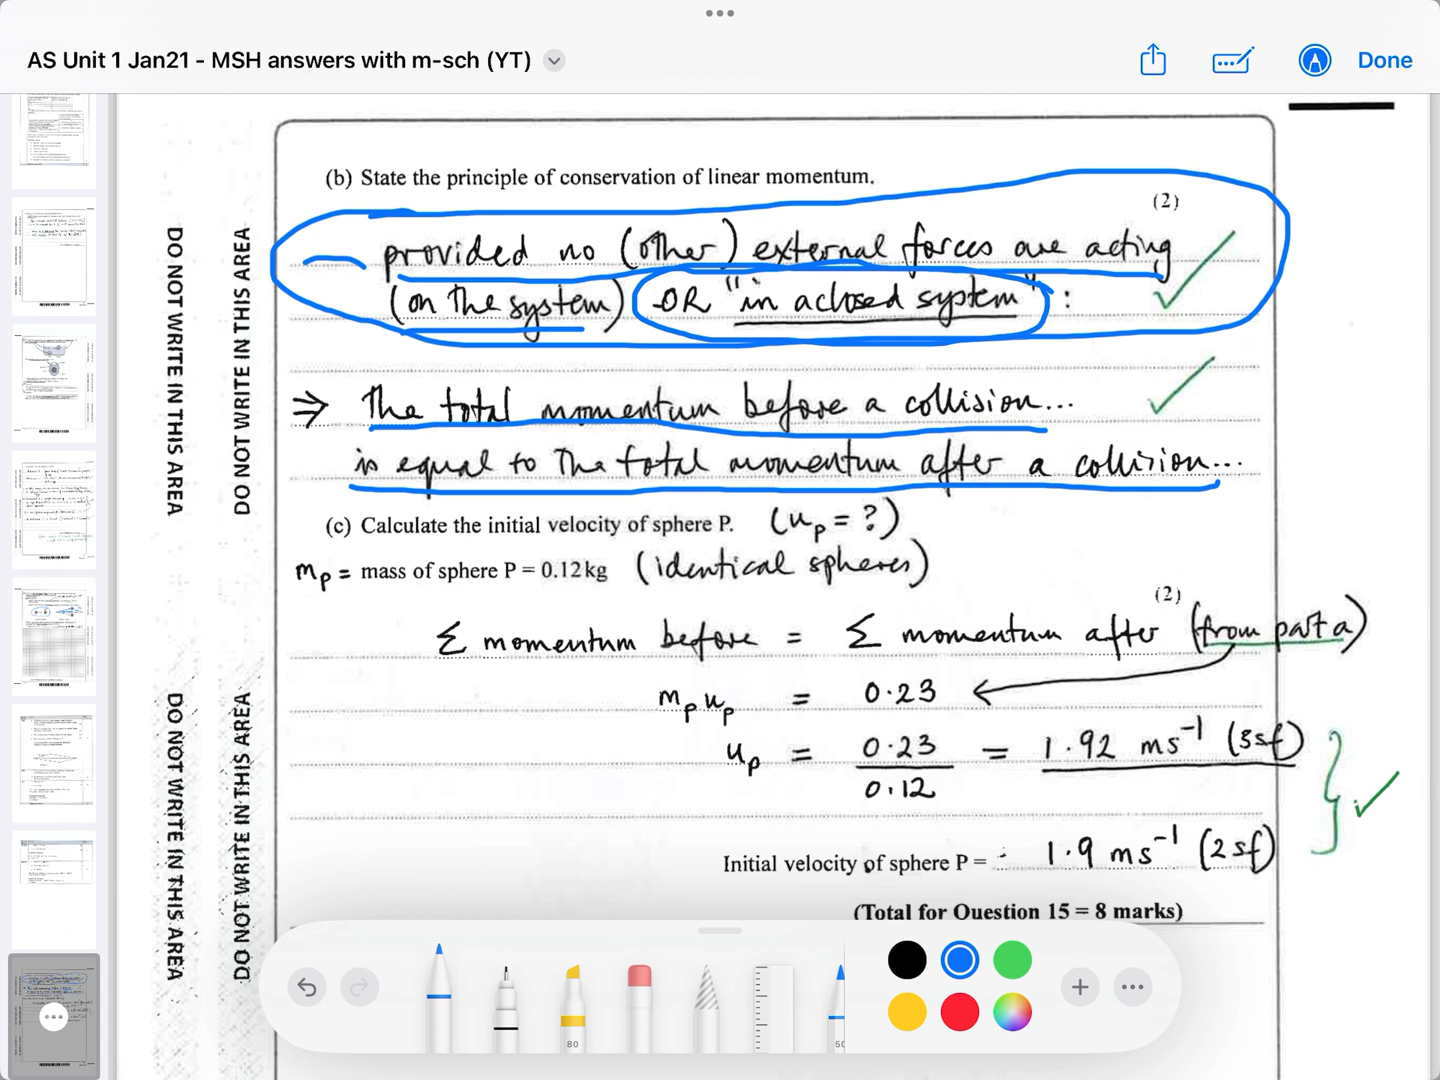 AS Unit 1 Jan21 - MSH answers with m-sch (YT)
Done
(b) State the principle of conservation of linear momentum.
(2)
provided no (other) external forces are acting
(on the system) OR "in a closed system" :
⇒ The total momentum before a collision...
is equal to the total momentum after a collision...
(c) Calculate the initial velocity of sphere P. (uₚ = ?)
mₚ = mass of sphere P = 0.12 kg (identical spheres)
(2)
Σ momentum before = Σ momentum after (from part a)
mₚ uₚ = 0.23
uₚ = 0.23 / 0.12 = 1.92 ms⁻¹ (3sf)
Initial velocity of sphere P = 1.9 ms⁻¹ (2sf)
(Total for Question 15 = 8 marks)
DO NOT WRITE IN THIS AREA
DO NOT WRITE IN THIS AREA
DO NOT WRITE IN THIS AREA
DO NOT WRITE IN THIS AREA
80
50